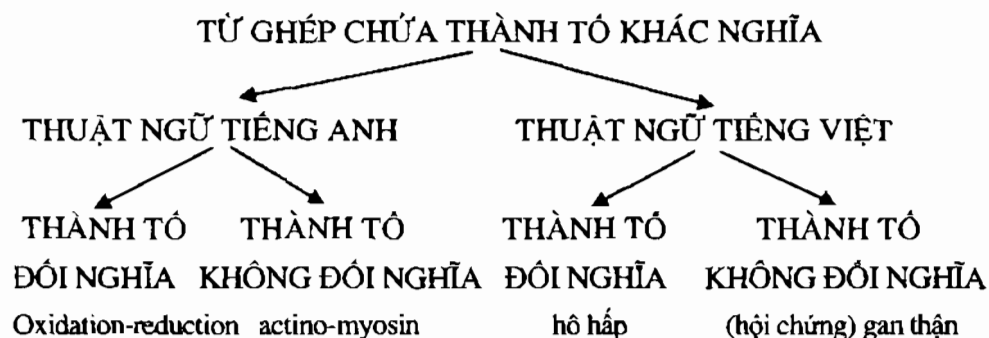 TỪ GHÉP CHỨA THÀNH TỐ KHÁC NGHĨA
THUẬT NGỮ TIẾNG ANH THUẬT NGỮ TIẾNG VIỆT
THÀNH TỐ THÀNH TỐ THÀNH TỐ THÀNH TỐ
ĐỐI NGHĨA KHÔNG ĐỐI NGHĨA ĐỐI NGHĨA KHÔNG ĐỐI NGHĨA
Oxidation-reduction actino-myosin hô hấp (hội chứng) gan thận